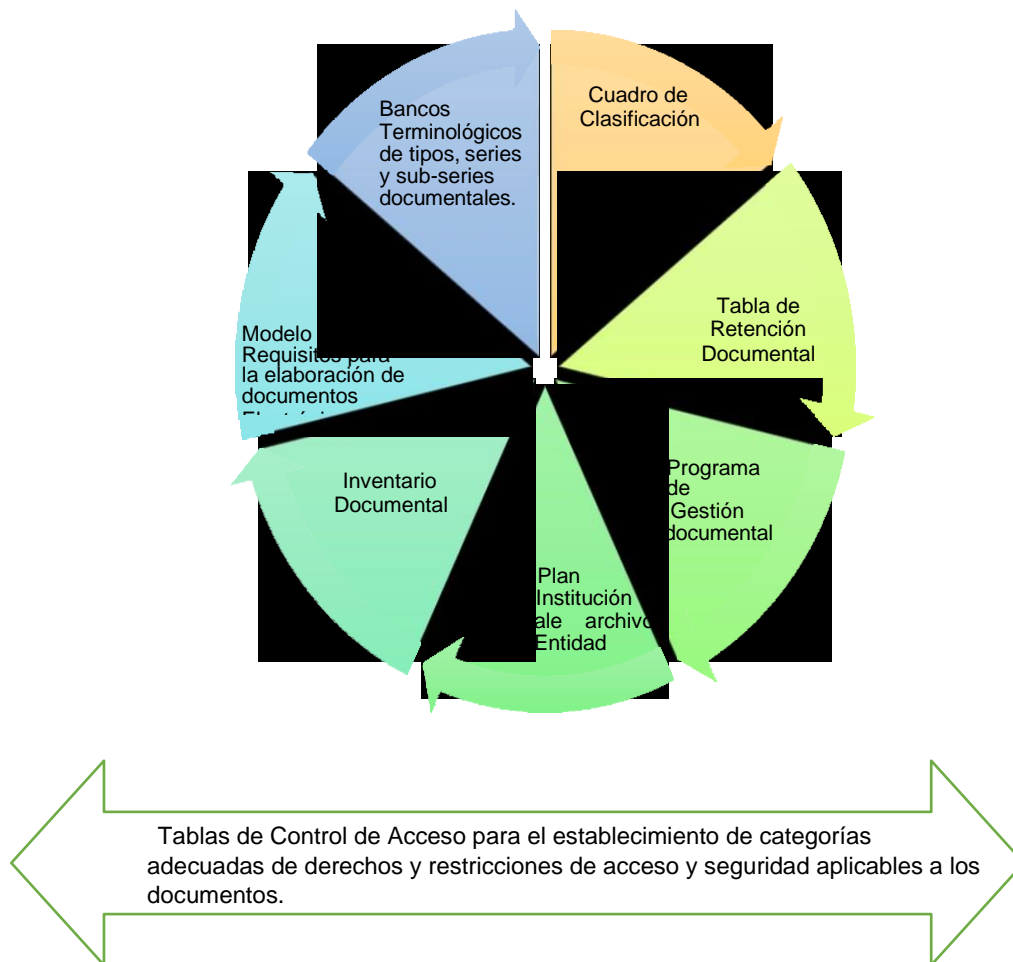 Cuadro de
Clasificación
Tabla de
Retención
Documental
Programa
de
Gestión
documental
Plan
Institución
ale archivo
Entidad
Inventario
Documental
Modelo
Requisitos para
la elaboración de
documentos
Bancos
Terminológicos
de tipos, series
y sub-series
documentales.
Tablas de Control de Acceso para el establecimiento de categorías
adecuadas de derechos y restricciones de acceso y seguridad aplicables a los
documentos.